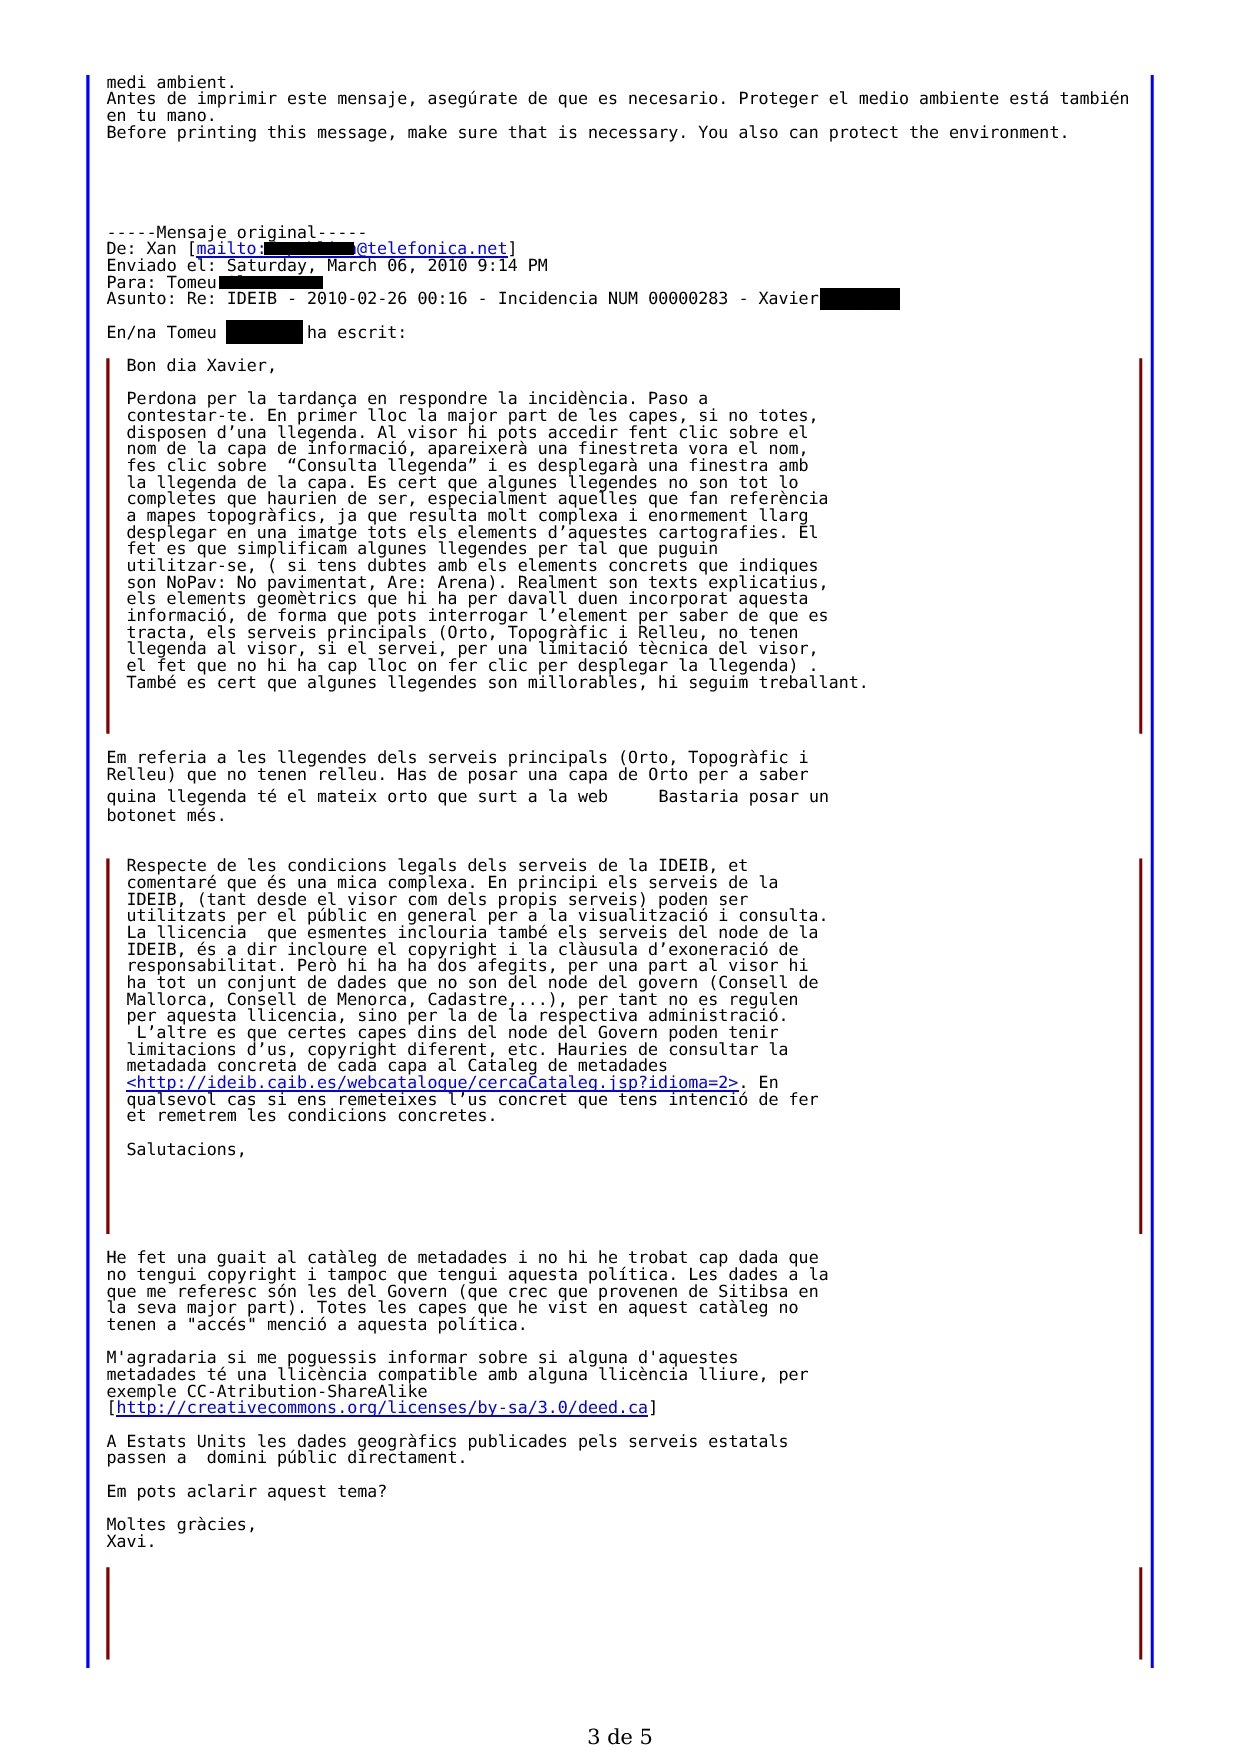 medi ambient.
Antes de imprimir este mensaje, asegúrate de que es necesario. Proteger el medio ambiente está también
en tu mano.
Before printing this message, make sure that is necessary. You also can protect the environment.
-----Mensaje original-----
De: Xan [mailto: @telefonica.net]
Enviado el: Saturday, March 06, 2010 9:14 PM
Para: Tomeu
Asunto: Re: IDEIB - 2010-02-26 00:16 - Incidencia NUM 00000283 - Xavier
En/na Tomeu ha escrit:
Bon dia Xavier,
Perdona per la tardança en respondre la incidència. Paso a
contestar-te. En primer lloc la major part de les capes, si no totes,
disposen d’una llegenda. Al visor hi pots accedir fent clic sobre el
nom de la capa de informació, apareixerà una finestreta vora el nom,
fes clic sobre  “Consulta llegenda” i es desplegarà una finestra amb
la llegenda de la capa. Es cert que algunes llegendes no son tot lo
completes que haurien de ser, especialment aquelles que fan referència
a mapes topogràfics, ja que resulta molt complexa i enormement llarg
desplegar en una imatge tots els elements d’aquestes cartografies. El
fet es que simplificam algunes llegendes per tal que puguin
utilitzar-se, ( si tens dubtes amb els elements concrets que indiques
son NoPav: No pavimentat, Are: Arena). Realment son texts explicatius,
els elements geomètrics que hi ha per davall duen incorporat aquesta
informació, de forma que pots interrogar l’element per saber de que es
tracta, els serveis principals (Orto, Topogràfic i Relleu, no tenen
llegenda al visor, si el servei, per una limitació tècnica del visor,
el fet que no hi ha cap lloc on fer clic per desplegar la llegenda) .
També es cert que algunes llegendes son millorables, hi seguim treballant.
Em referia a les llegendes dels serveis principals (Orto, Topogràfic i
Relleu) que no tenen relleu. Has de posar una capa de Orto per a saber
quina llegenda té el mateix orto que surt a la web     Bastaria posar un
botonet més.
Respecte de les condicions legals dels serveis de la IDEIB, et
comentaré que és una mica complexa. En principi els serveis de la
IDEIB, (tant desde el visor com dels propis serveis) poden ser
utilitzats per el públic en general per a la visualització i consulta.
La llicencia  que esmentes inclouria també els serveis del node de la
IDEIB, és a dir incloure el copyright i la clàusula d’exoneració de
responsabilitat. Però hi ha ha dos afegits, per una part al visor hi
ha tot un conjunt de dades que no son del node del govern (Consell de
Mallorca, Consell de Menorca, Cadastre,...), per tant no es regulen
per aquesta llicencia, sino per la de la respectiva administració.
L’altre es que certes capes dins del node del Govern poden tenir
limitacions d’us, copyright diferent, etc. Hauries de consultar la
metadada concreta de cada capa al Cataleg de metadades
<http://ideib.caib.es/webcatalogue/cercaCataleg.jsp?idioma=2>. En
qualsevol cas si ens remeteixes l’us concret que tens intenció de fer
et remetrem les condicions concretes.
Salutacions,
He fet una guait al catàleg de metadades i no hi he trobat cap dada que
no tengui copyright i tampoc que tengui aquesta política. Les dades a la
que me referesc són les del Govern (que crec que provenen de Sitibsa en
la seva major part). Totes les capes que he vist en aquest catàleg no
tenen a "accés" menció a aquesta política.
M'agradaria si me poguessis informar sobre si alguna d'aquestes
metadades té una llicència compatible amb alguna llicència lliure, per
exemple CC-Atribution-ShareAlike
[http://creativecommons.org/licenses/by-sa/3.0/deed.ca]
A Estats Units les dades geogràfics publicades pels serveis estatals
passen a  domini públic directament.
Em pots aclarir aquest tema?
Moltes gràcies,
Xavi.
3 de 5